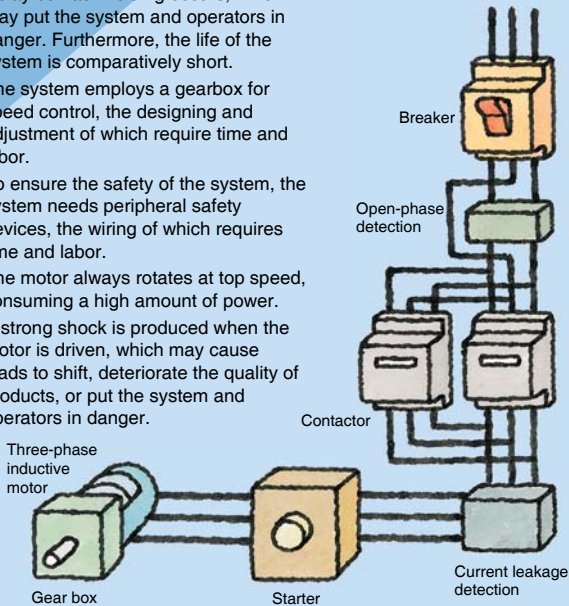 ay put the system and operators in
anger. Furthermore, the life of the
ystem is comparatively short.
he system employs a gearbox for
peed control, the designing and
djustment of which require time and
bor.
o ensure the safety of the system, the
ystem needs peripheral safety
evices, the wiring of which requires
me and labor.
he motor always rotates at top speed,
onsuming a high amount of power.
strong shock is produced when the
otor is driven, which may cause
ads to shift, deteriorate the quality of
roducts, or put the system and
perators in danger.
Breaker
Open-phase
detection
Contactor
Three-phase
inductive
motor
Gear box
Starter
Current leakage
detection